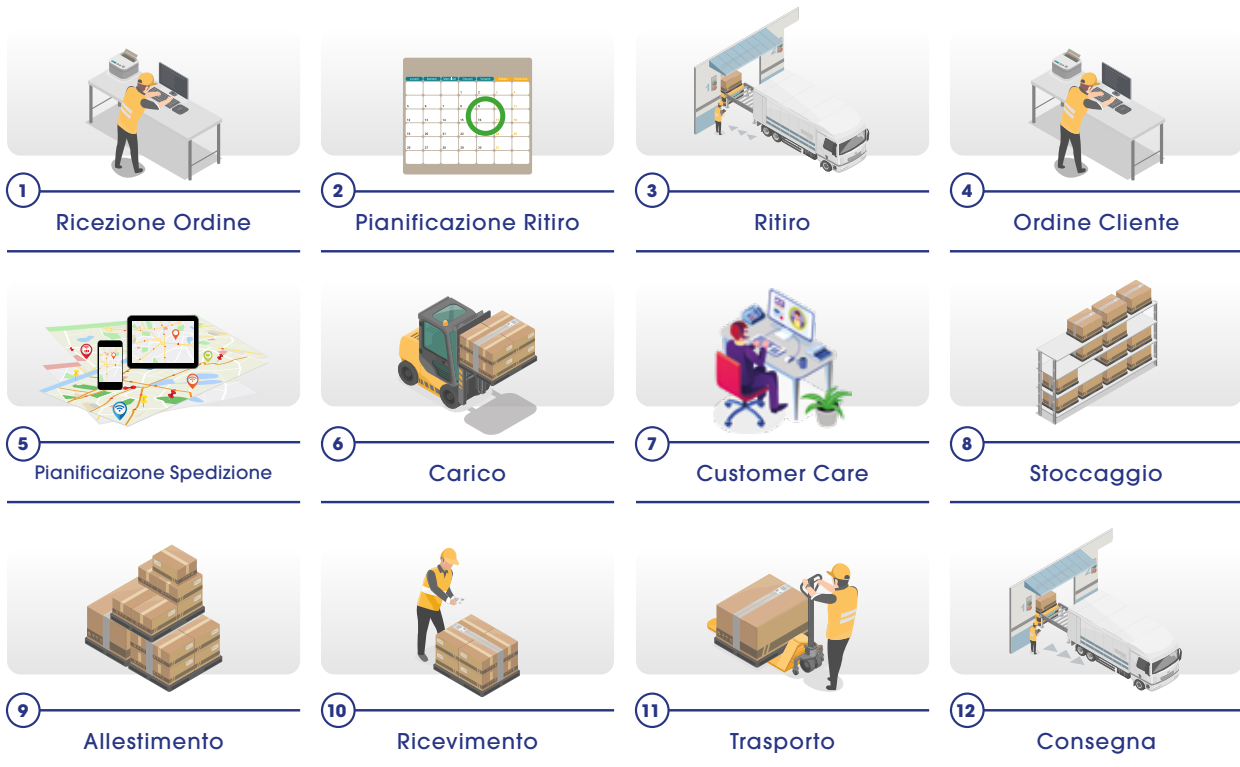 1
Ricezione Ordine
2
Pianificazione Ritiro
3
Ritiro
4
Ordine Cliente
5
Pianificaizone Spedizione
6
Carico
7
Customer Care
8
Stoccaggio
9
Allestimento
10
Ricevimento
11
Trasporto
12
Consegna